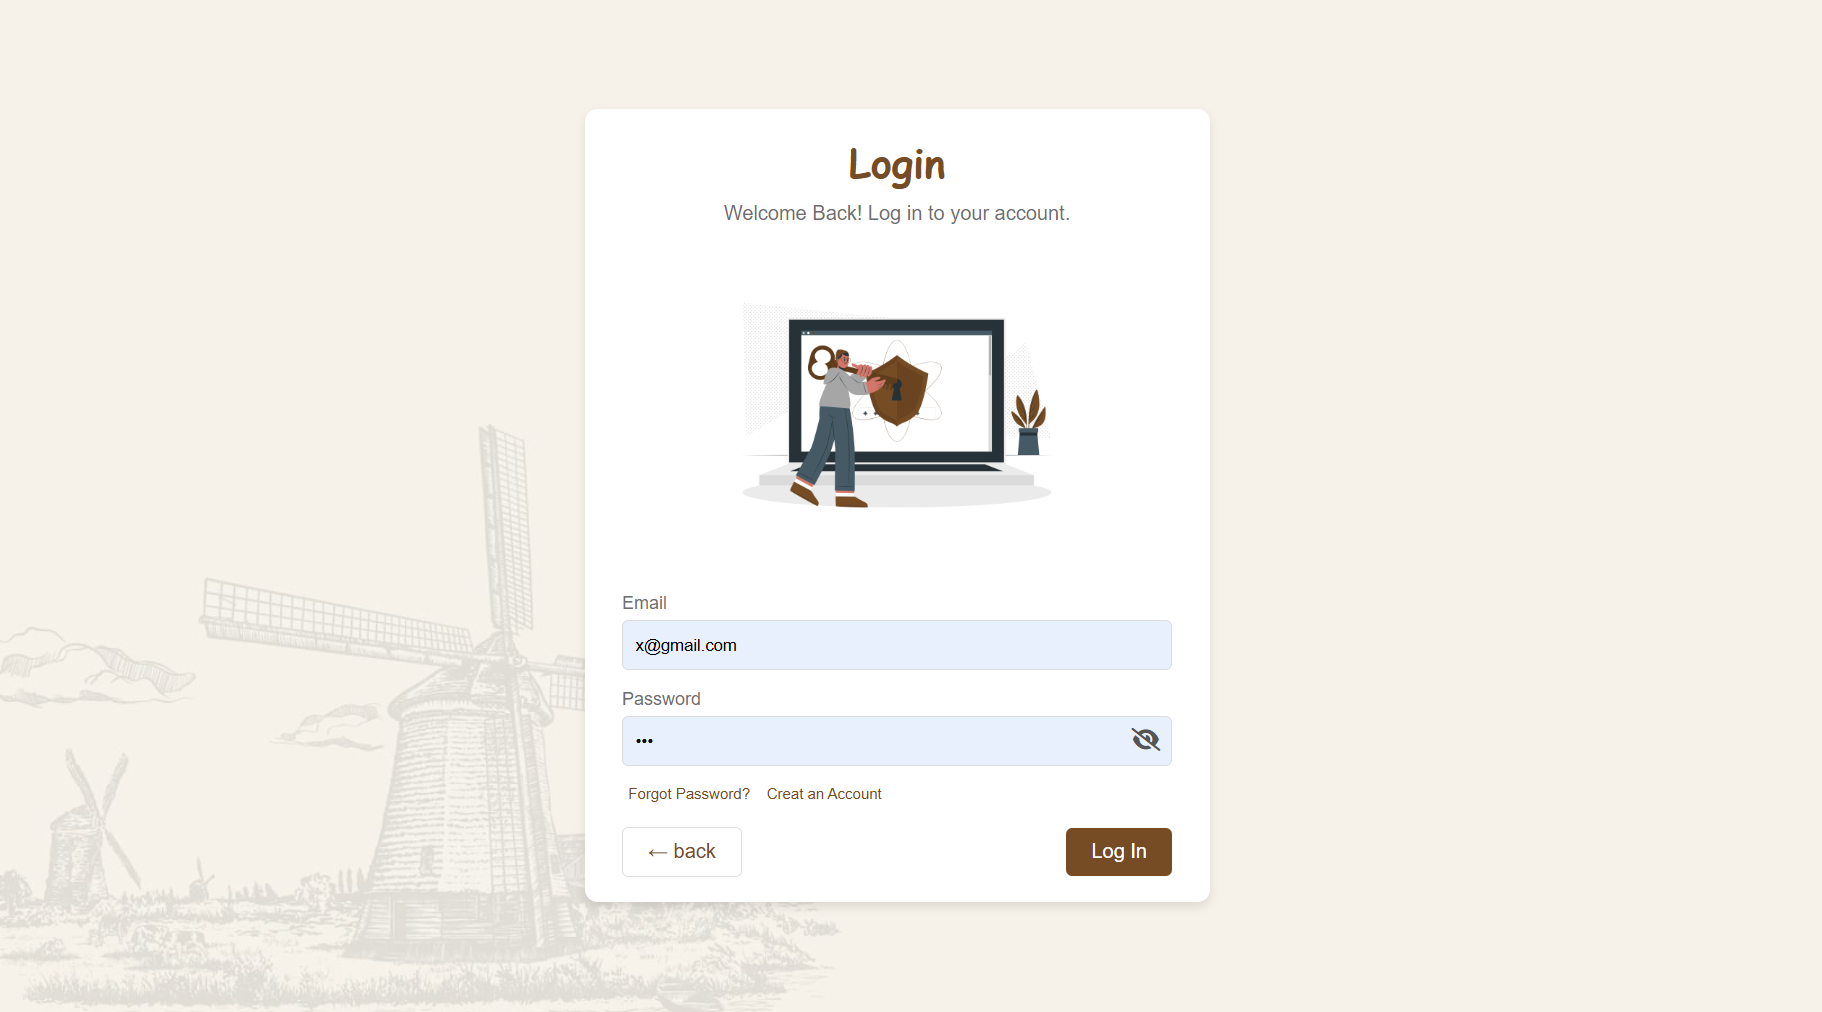 Login
Welcome Back! Log in to your account.
Email
x@gmail.com
Password
•••
Forgot Password? Creat an Account
← back
Log In